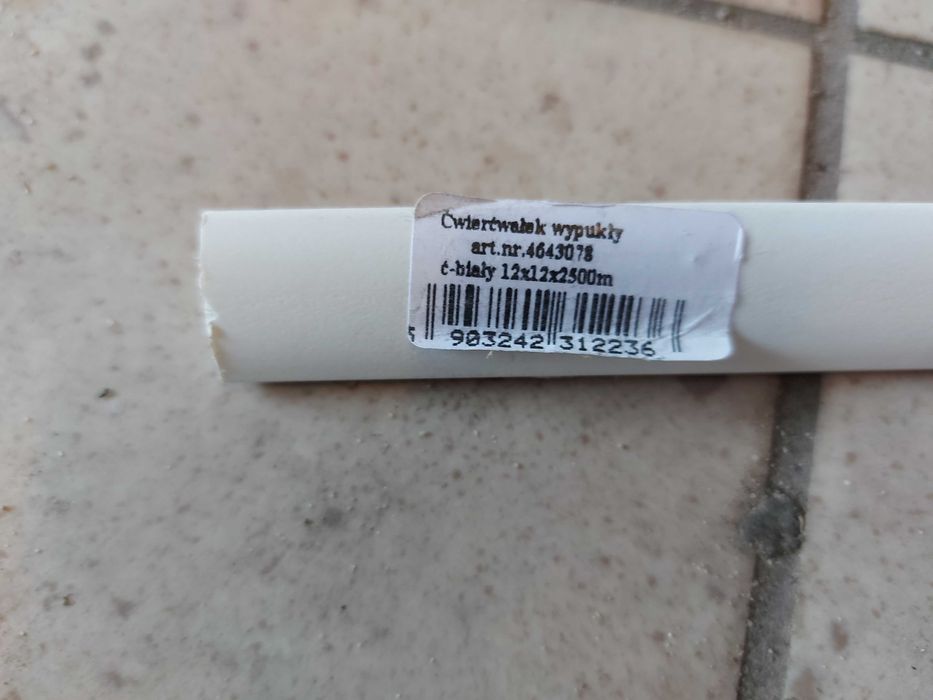 Ćwierćwałek wypukły
art.nr.4643078
ć-biały 12x12x2500m
5 903242 312236